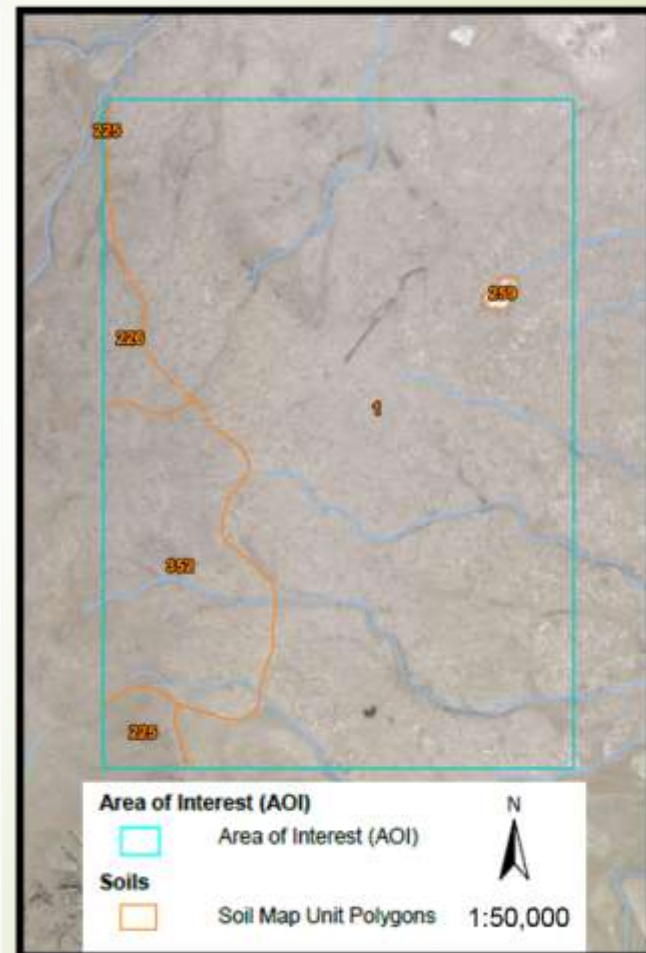 225
259
226
1
352
225
Area of Interest (AOI)
N
Area of Interest (AOI)
Soils
Soil Map Unit Polygons 1:50,000